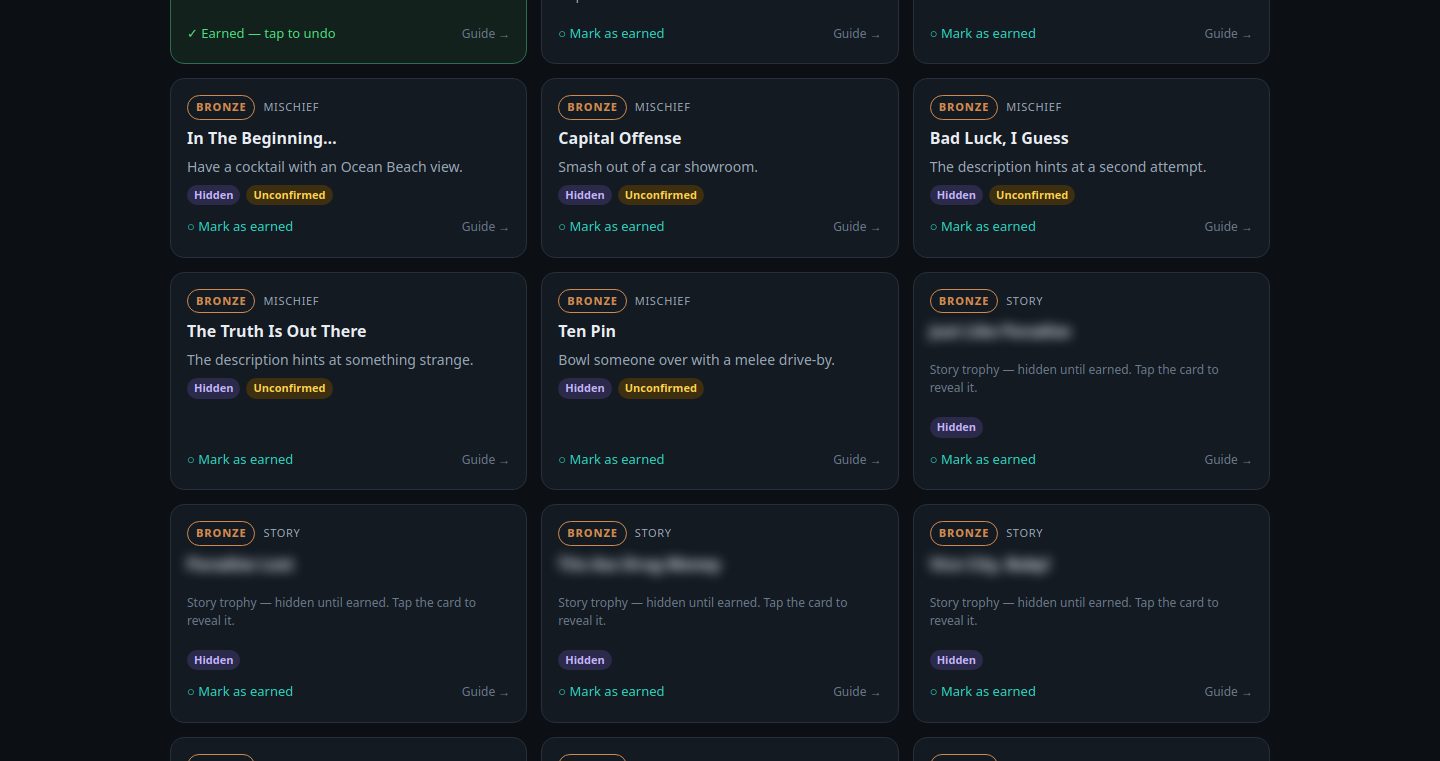 ✓ Earned — tap to undo
Guide →
○ Mark as earned
Guide →
○ Mark as earned
Guide →
BRONZE MISCHIEF
In The Beginning...
Have a cocktail with an Ocean Beach view.
Hidden Unconfirmed
○ Mark as earned
Guide →
BRONZE MISCHIEF
Capital Offense
Smash out of a car showroom.
Hidden Unconfirmed
○ Mark as earned
Guide →
BRONZE MISCHIEF
Bad Luck, I Guess
The description hints at a second attempt.
Hidden Unconfirmed
○ Mark as earned
Guide →
BRONZE MISCHIEF
The Truth Is Out There
The description hints at something strange.
Hidden Unconfirmed
○ Mark as earned
Guide →
BRONZE MISCHIEF
Ten Pin
Bowl someone over with a melee drive-by.
Hidden Unconfirmed
○ Mark as earned
Guide →
BRONZE STORY
Story trophy — hidden until earned. Tap the card to
reveal it.
Hidden
○ Mark as earned
Guide →
BRONZE STORY
Story trophy — hidden until earned. Tap the card to
reveal it.
Hidden
○ Mark as earned
Guide →
BRONZE STORY
Story trophy — hidden until earned. Tap the card to
reveal it.
Hidden
○ Mark as earned
Guide →
BRONZE STORY
Story trophy — hidden until earned. Tap the card to
reveal it.
Hidden
○ Mark as earned
Guide →